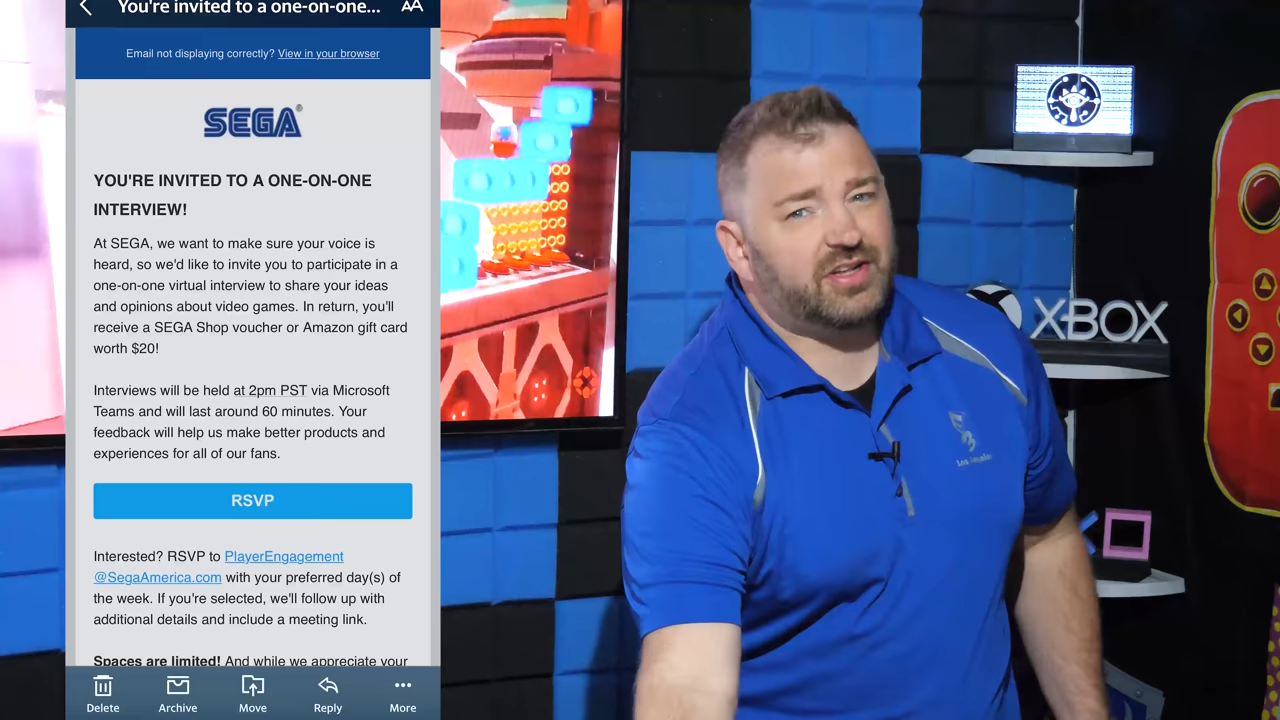 You're invited to a one-on-one...
AA
Email not displaying correctly? View in your browser
SEGA®
YOU'RE INVITED TO A ONE-ON-ONE
INTERVIEW!
At SEGA, we want to make sure your voice is
heard, so we'd like to invite you to participate in a
one-on-one virtual interview to share your ideas
and opinions about video games. In return, you'll
receive a SEGA Shop voucher or Amazon gift card
worth $20!
Interviews will be held at 2pm PST via Microsoft
Teams and will last around 60 minutes. Your
feedback will help us make better products and
experiences for all of our fans.
RSVP
Interested? RSVP to PlayerEngagement
@SegaAmerica.com with your preferred day(s) of
the week. If you're selected, we'll follow up with
additional details and include a meeting link.
Spaces are limited! And while we appreciate your
Delete
Archive
Move
Reply
More
XBOX
Los Angeles